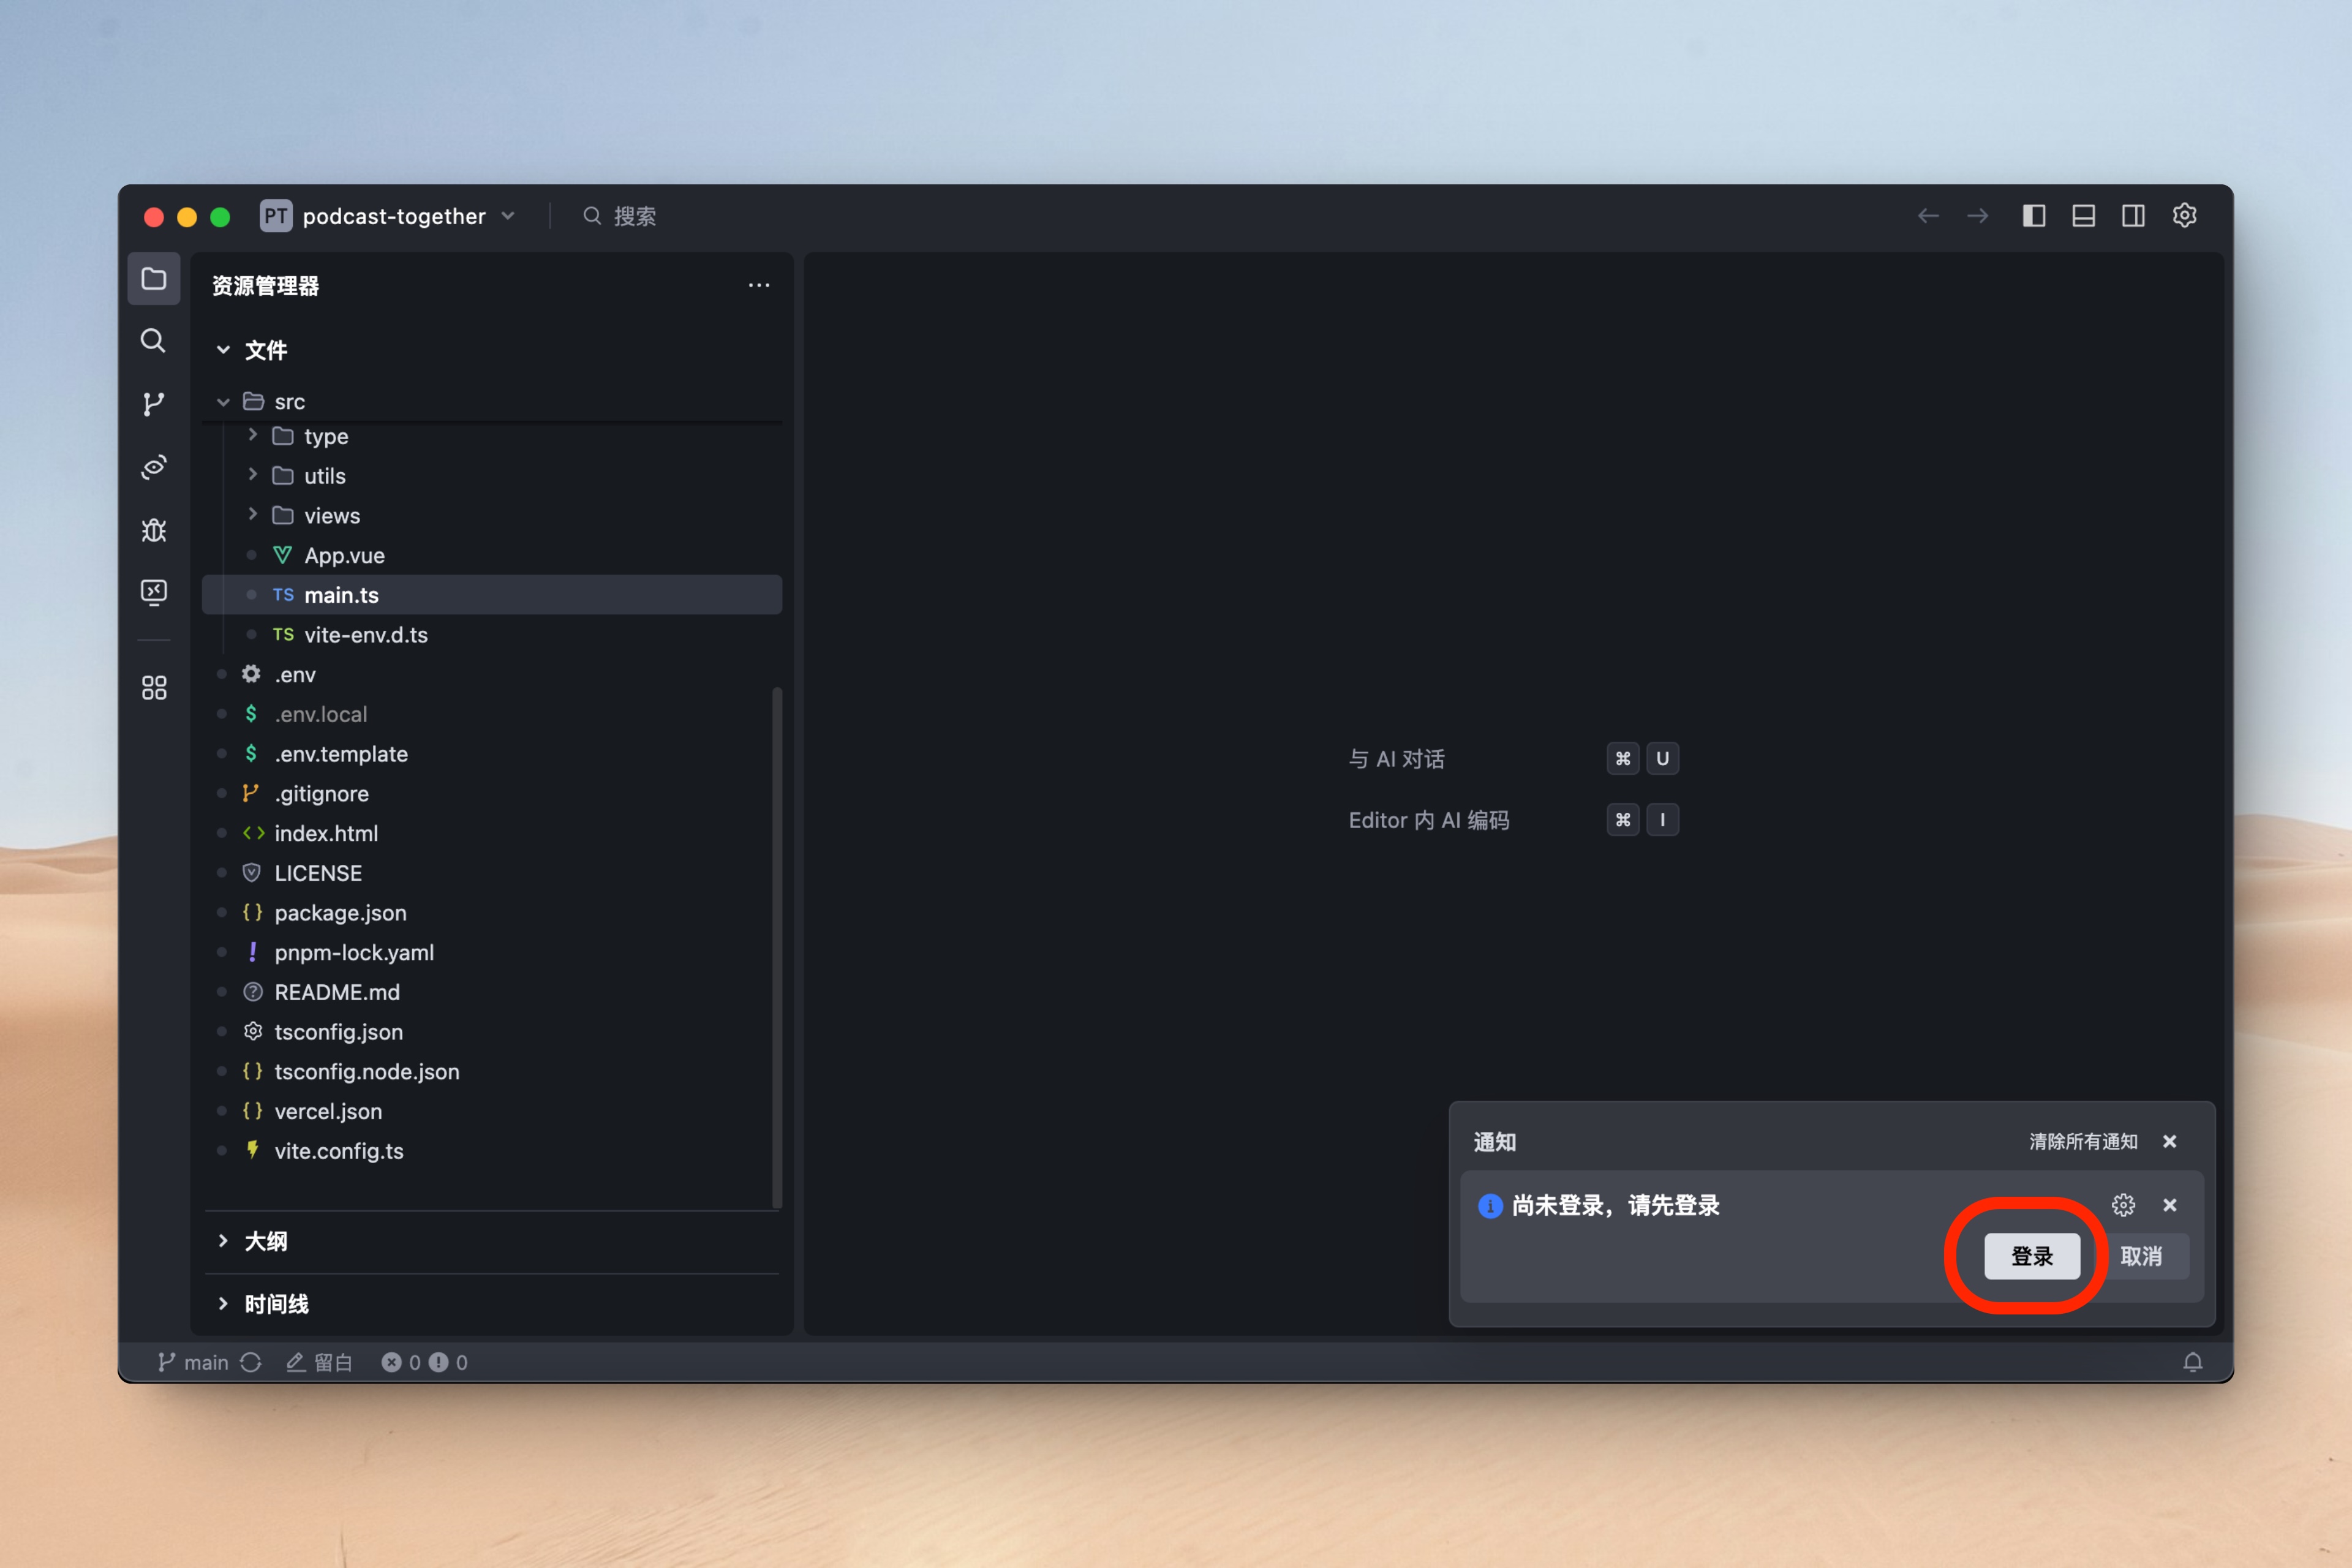 PT podcast-together
搜索
资源管理器
文件
src
type
utils
views
App.vue
TS main.ts
TS vite-env.d.ts
.env
$ .env.local
$ .env.template
.gitignore
<> index.html
LICENSE
{} package.json
! pnpm-lock.yaml
README.md
tsconfig.json
{} tsconfig.node.json
{} vercel.json
vite.config.ts
大纲
时间线
与 AI 对话 ⌘ U
Editor 内 AI 编码 ⌘ I
通知 清除所有通知
尚未登录，请先登录
登录 取消
main 留白 0 0